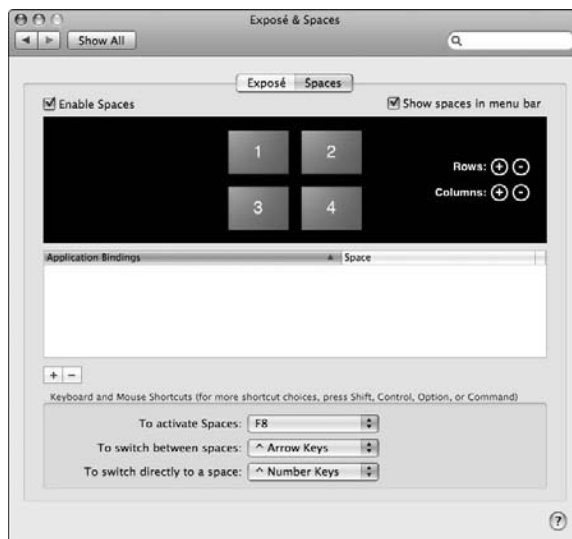 Exposé & Spaces
Show All
Exposé Spaces
Enable Spaces Show spaces in menu bar
1 2
Rows: + -
Columns: + -
3 4
Application Bindings Space
+ -
Keyboard and Mouse Shortcuts (for more shortcut choices, press Shift, Control, Option, or Command)
To activate Spaces: F8
To switch between spaces: ^ Arrow Keys
To switch directly to a space: ^ Number Keys
?